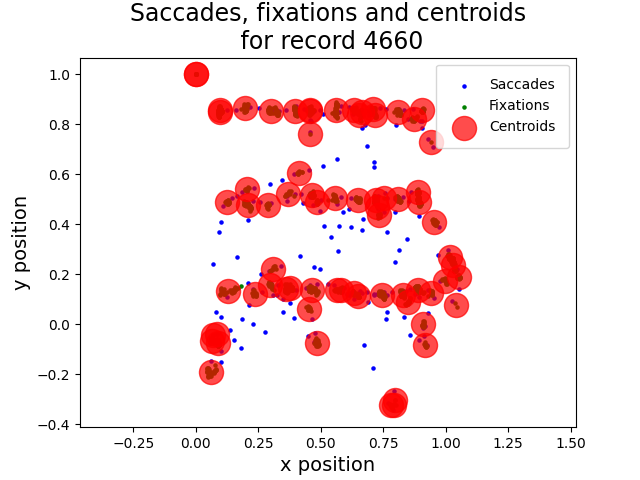 Saccades, fixations and centroids
for record 4660
Saccades
Fixations
Centroids
y position
1.0
0.8
0.6
0.4
0.2
0.0
−0.2
−0.4
−0.25
0.00
0.25
0.50
0.75
1.00
1.25
1.50
x position